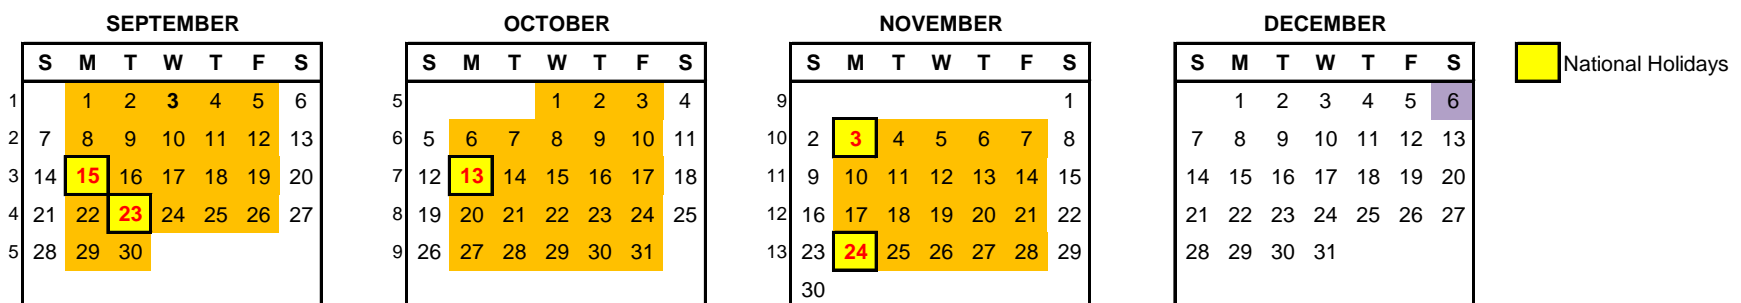 SEPTEMBER OCTOBER NOVEMBER DECEMBER
S M T W T F S S M T W T F S S M T W T F S S M T W T F S National Holidays
1 1 2 3 4 5 6 5 1 2 3 4 9 1 1 2 3 4 5 6
2 7 8 9 10 11 12 13 6 5 6 7 8 9 10 11 10 2 3 4 5 6 7 8 7 8 9 10 11 12 13
3 14 15 16 17 18 19 20 7 12 13 14 15 16 17 18 11 9 10 11 12 13 14 15 14 15 16 17 18 19 20
4 21 22 23 24 25 26 27 8 19 20 21 22 23 24 25 12 16 17 18 19 20 21 22 21 22 23 24 25 26 27
5 28 29 30 9 26 27 28 29 30 31 13 23 24 25 26 27 28 29 28 29 30 31
30